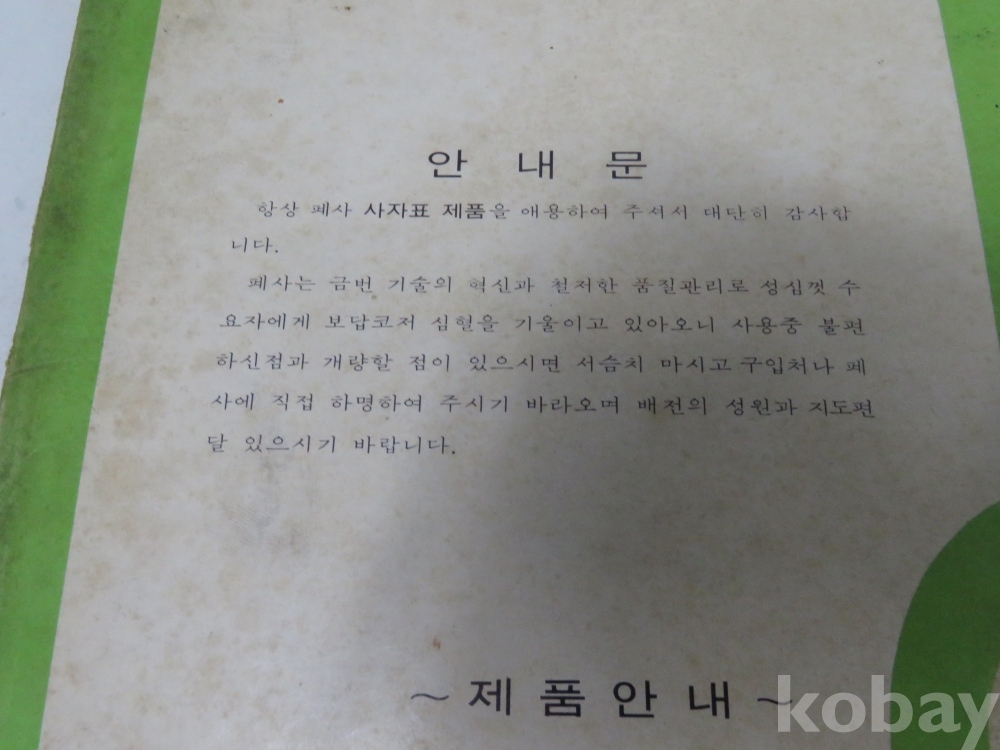 안 내 문
항상 폐사 사자표 제품을 애용하여 주셔서 대단히 감사합
니다.
폐사는 금번 기술의 혁신과 철저한 품질관리로 성심껏 수
요자에게 보답코저 심혈을 기울이고 있아오니 사용중 불편
하신점과 개량할 점이 있으시면 서슴치 마시고 구입처나 폐
사에 직접 하명하여 주시기 바라오며 배전의 성원과 지도편
달 있으시기 바랍니다.
~ 제 품 안 내 ~
kobay